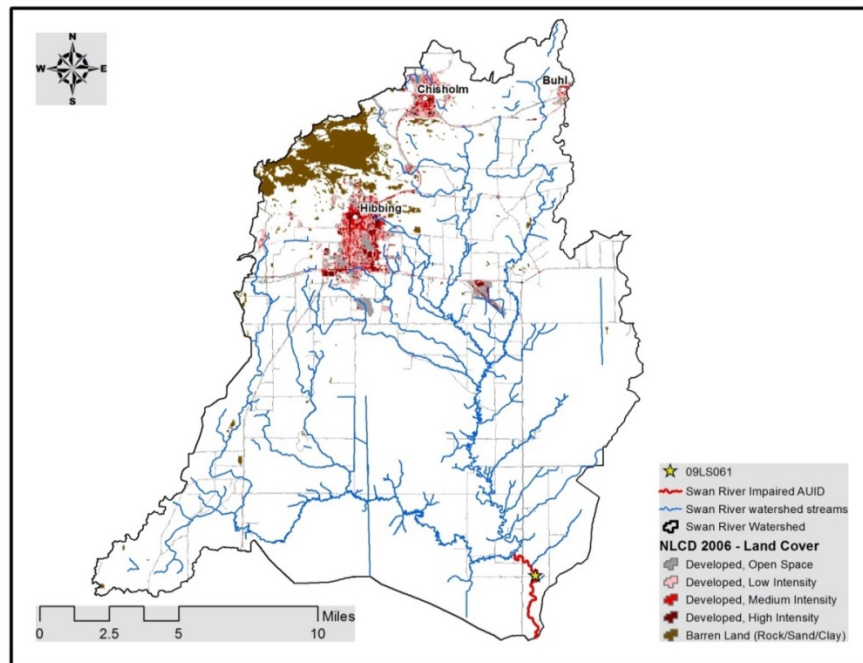 N
W E
S
Chisholm
Buhl
Hibbing
09LS061
Swan River Impaired AUID
Swan River watershed streams
Swan River Watershed
NLCD 2006 - Land Cover
Developed, Open Space
Developed, Low Intensity
Developed, Medium Intensity
Developed, High Intensity
Barren Land (Rock/Sand/Clay)
Miles
0 2.5 5 10